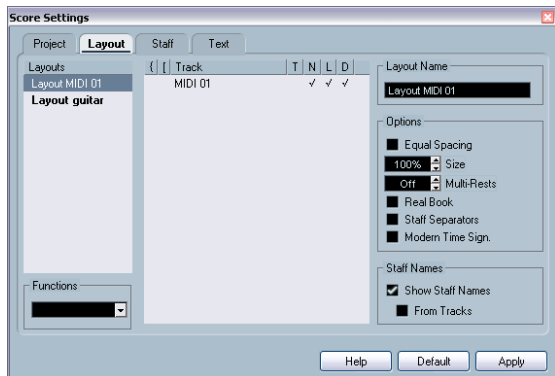 Score Settings
Project Layout Staff Text
Layouts
Layout MIDI 01
Layout guitar
Functions
{ [ Track T N L D
MIDI 01 ✓ ✓ ✓
Layout Name
Layout MIDI 01
Options
Equal Spacing
100% Size
Off Multi-Rests
Real Book
Staff Separators
Modern Time Sign.
Staff Names
Show Staff Names
From Tracks
Help Default Apply